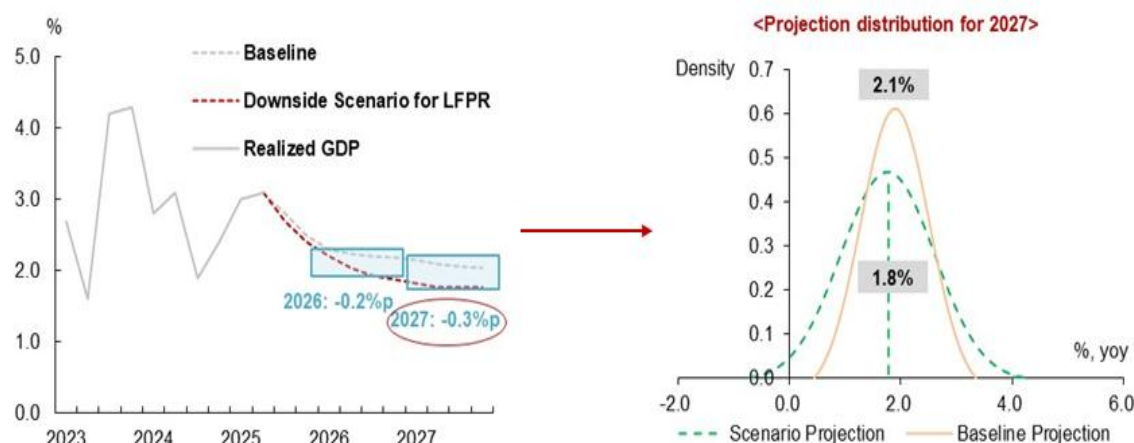 %
5.0
4.0
3.0
2.0
1.0
0.0
2023 2024 2025 2026 2027
Baseline
Downside Scenario for LFPR
Realized GDP
2026: -0.2%p
2027: -0.3%p
<Projection distribution for 2027>
Density
0.7
0.6
0.5
0.4
0.3
0.2
0.1
0.0
2.1%
1.8%
%, yoy
-2.0 0.0 2.0 4.0 6.0
Scenario Projection Baseline Projection